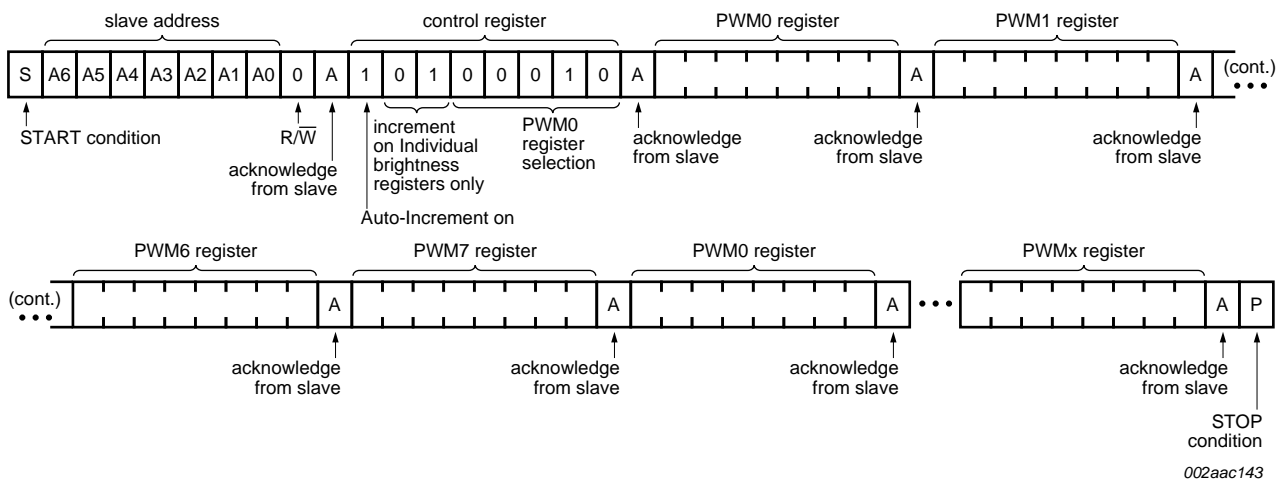 slave address control register PWM0 register PWM1 register
S A6 A5 A4 A3 A2 A1 A0 0 A 1 0 1 0 0 0 1 0 A A A (cont.)
START condition
R/W̅
acknowledge
from slave
increment
on Individual
brightness
registers only
Auto-Increment on
PWM0
register
selection
acknowledge
from slave
acknowledge
from slave
acknowledge
from slave
PWM6 register PWM7 register PWM0 register PWMx register
(cont.) A A A A P
acknowledge
from slave
acknowledge
from slave
acknowledge
from slave
acknowledge
from slave
STOP
condition
002aac143